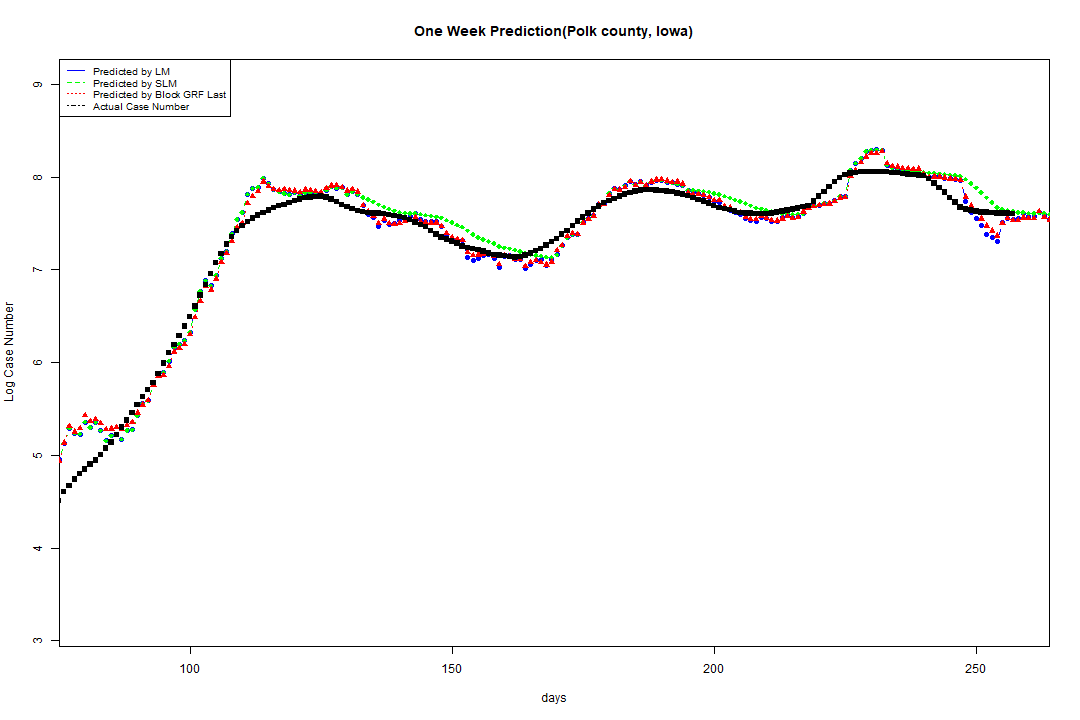 One Week Prediction(Polk county, Iowa)
Predicted by LM
Predicted by SLM
Predicted by Block GRF Last
Actual Case Number
9
8
7
6
5
4
3
Log Case Number
100 150 200 250
days